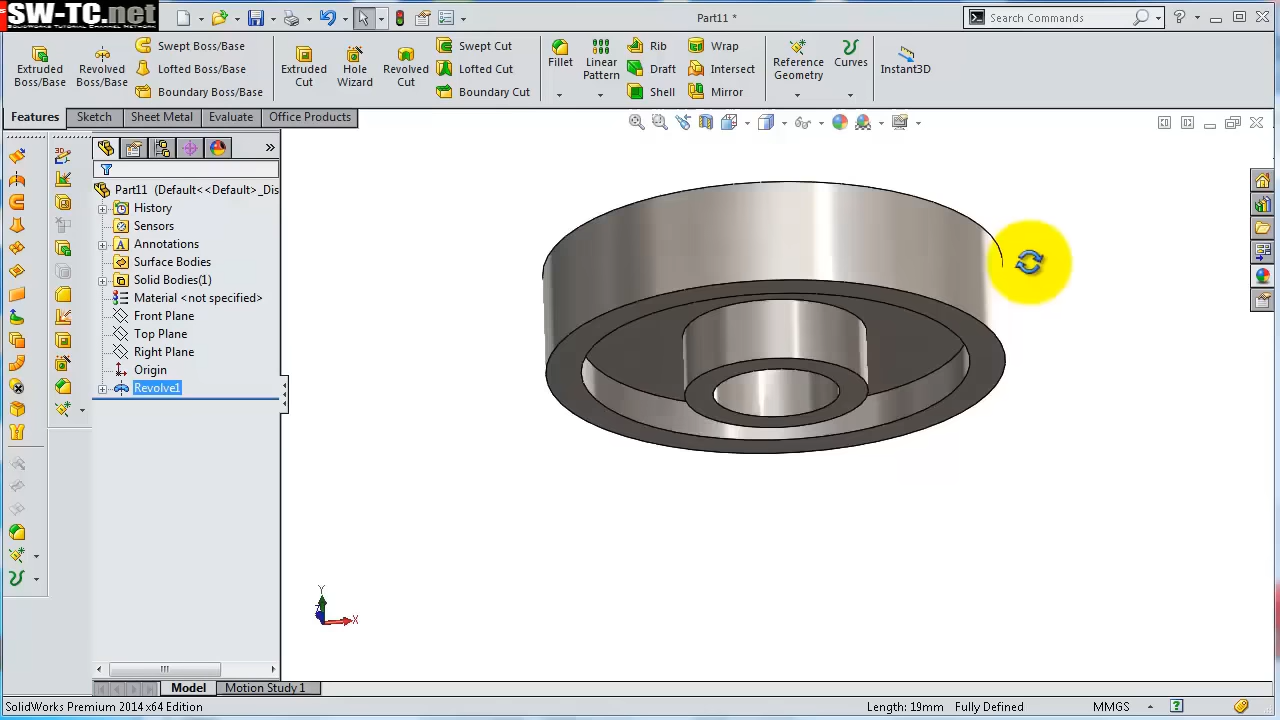 SW-TC.net
SOLIDWORKS TUTORIAL CHANNEL NETWORK
Part11 *
Search Commands
Extruded Boss/Base
Revolved Boss/Base
Swept Boss/Base
Lofted Boss/Base
Boundary Boss/Base
Extruded Cut
Hole Wizard
Revolved Cut
Swept Cut
Lofted Cut
Boundary Cut
Fillet
Linear Pattern
Rib
Draft
Shell
Wrap
Intersect
Mirror
Reference Geometry
Curves
Instant3D
Features
Sketch
Sheet Metal
Evaluate
Office Products
Part11 (Default<<Default>_Dis
History
Sensors
Annotations
Surface Bodies
Solid Bodies(1)
Material <not specified>
Front Plane
Top Plane
Right Plane
Origin
Revolve1
Y
X
Model
Motion Study 1
SolidWorks Premium 2014 x64 Edition
Length: 19mm
Fully Defined
MMGS